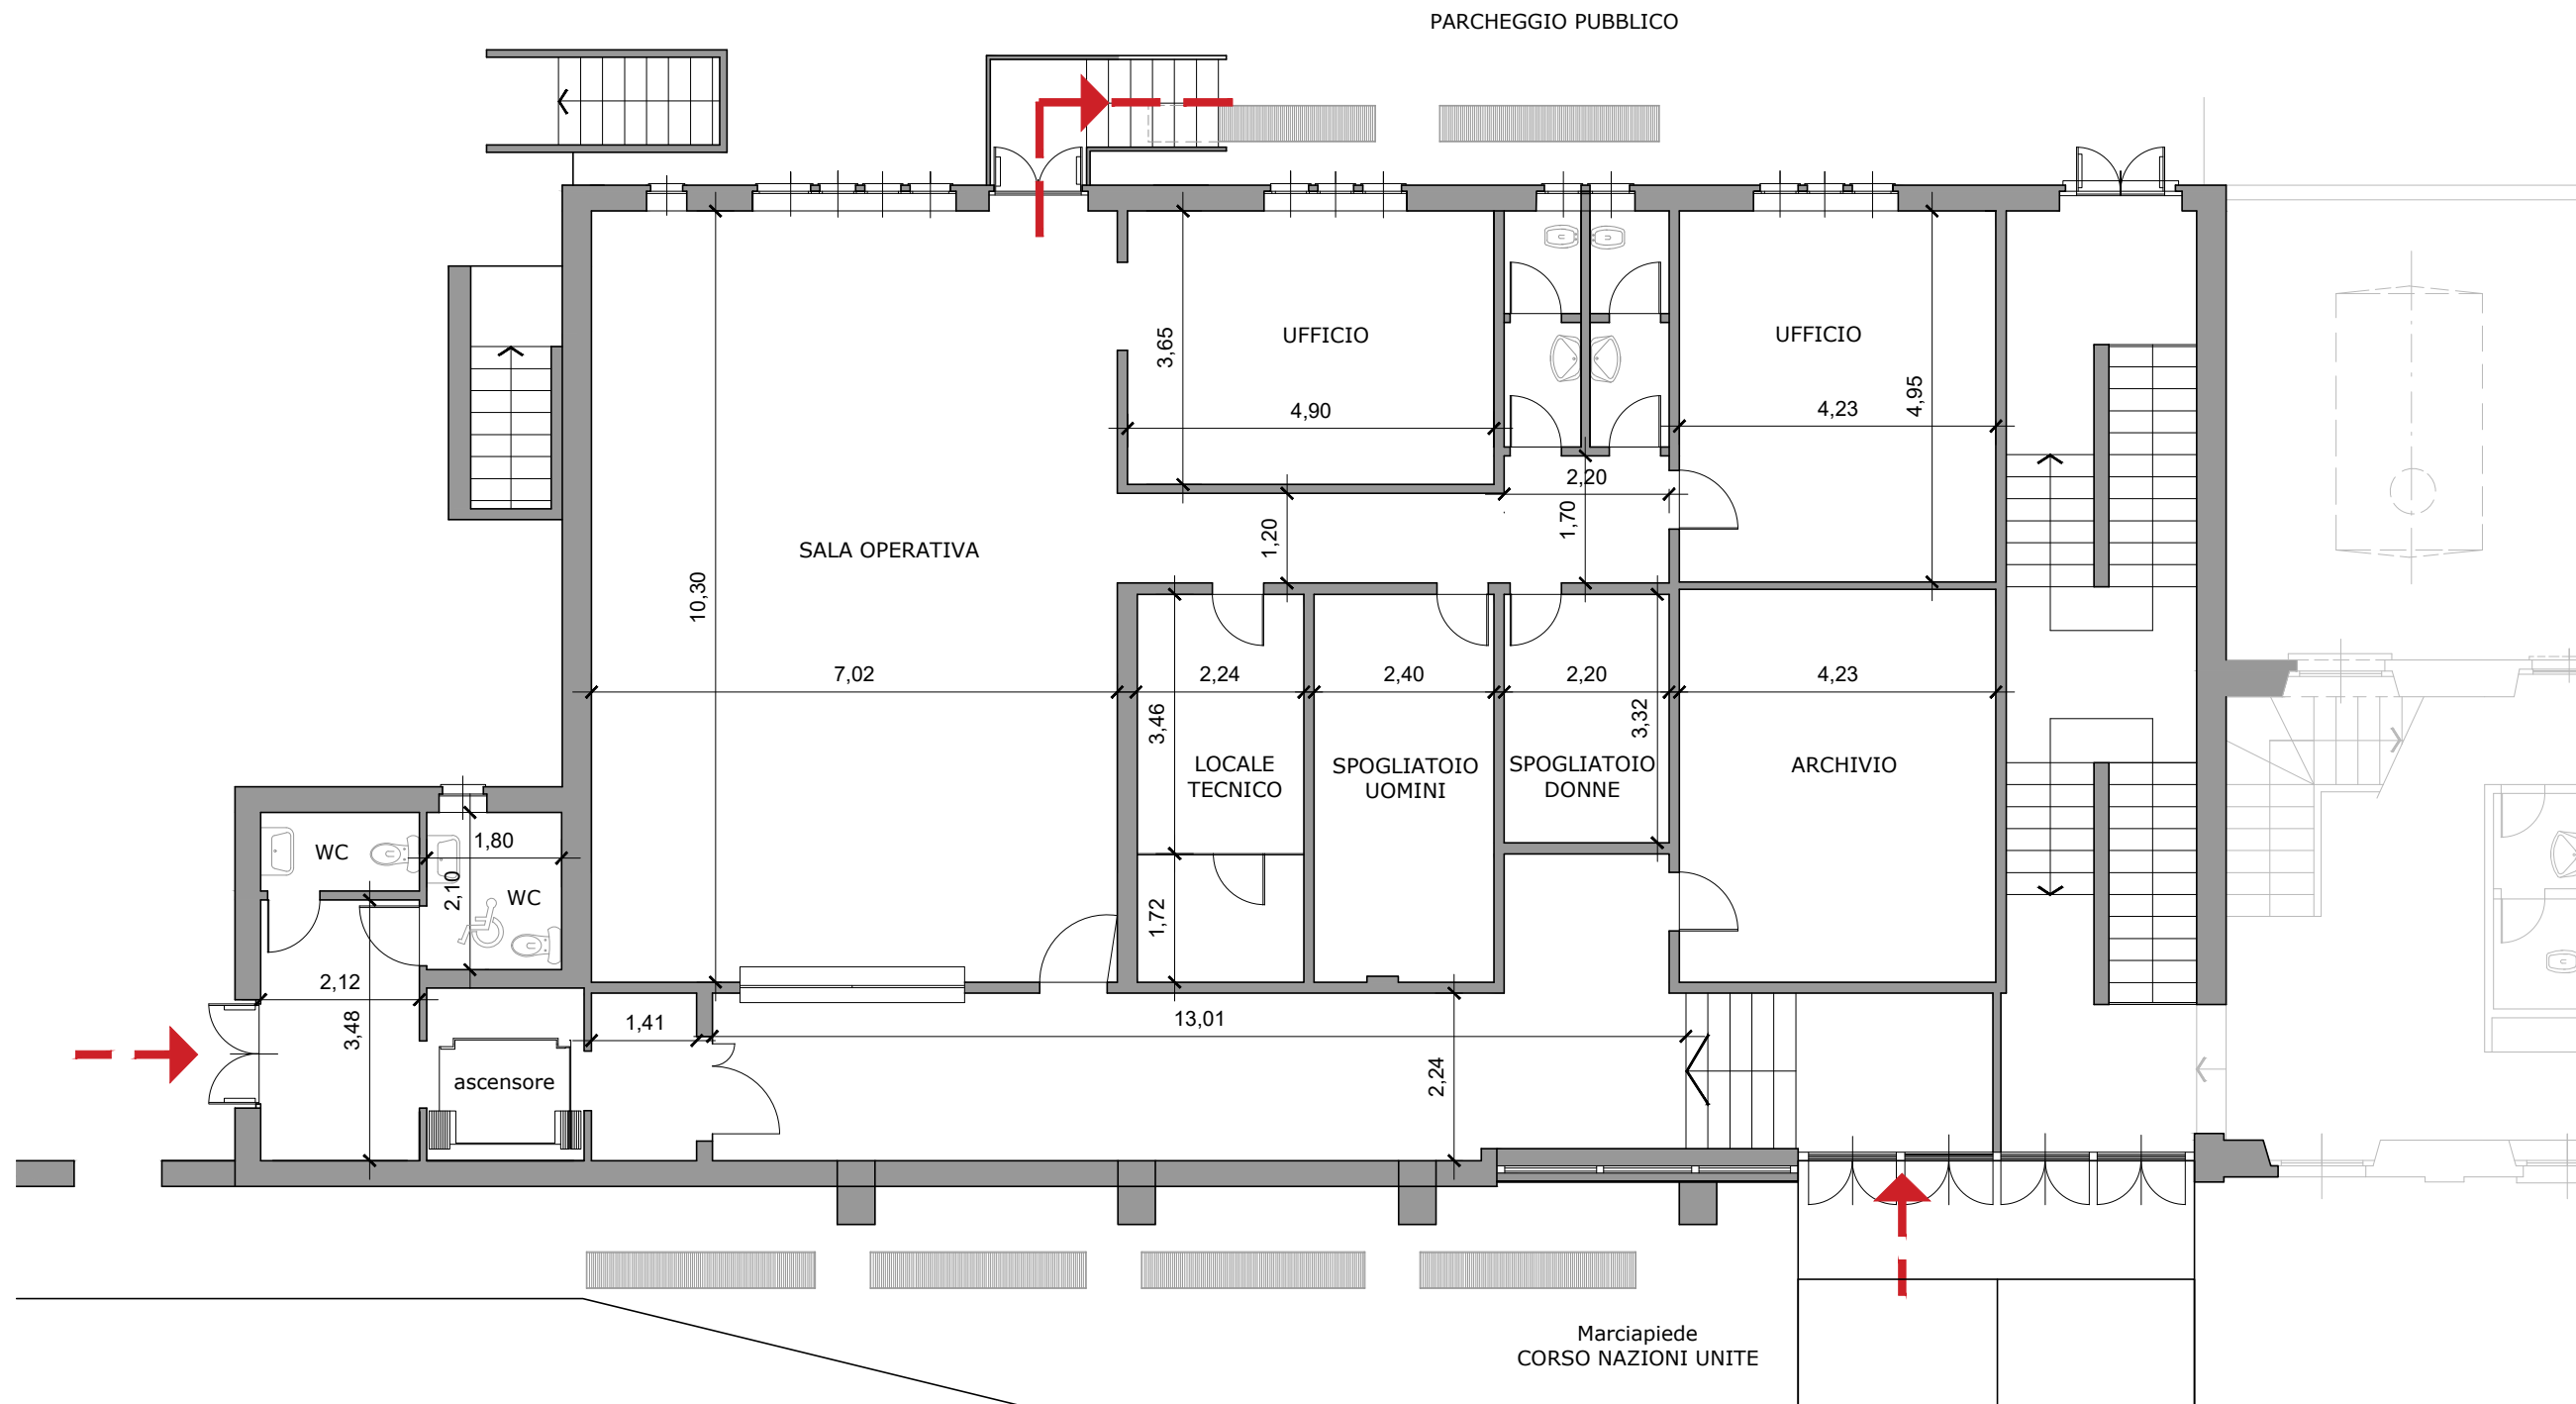 PARCHEGGIO PUBBLICO
UFFICIO
3,65
4,90
UFFICIO
4,23
4,95
2,20
1,70
1,20
SALA OPERATIVA
10,30
7,02
2,24
2,40
2,20
4,23
3,46
3,32
LOCALE
TECNICO
SPOGLIATOIO
UOMINI
SPOGLIATOIO
DONNE
ARCHIVIO
WC
1,80
2,10
WC
1,72
2,12
3,48
1,41
13,01
2,24
ascensore
Marciapiede
CORSO NAZIONI UNITE